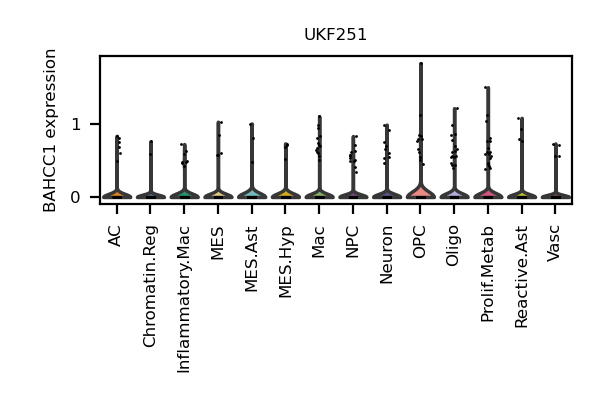 UKF251
BAHCC1 expression
1
0
AC
Chromatin.Reg
Inflammatory.Mac
MES
MES.Ast
MES.Hyp
Mac
NPC
Neuron
OPC
Oligo
Prolif.Metab
Reactive.Ast
Vasc